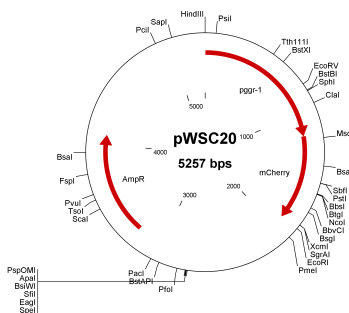 HindIII
PsiI
SapI
PciI
Tth111I
BstXI
EcoRV
BstBI
SphI
ClaI
pggr-1
5000
1000
pWSC20
5257 bps
4000
mCherry
AmpR
3000
2000
BsaI
FspI
PvuI
TsoI
ScaI
SbfI
PstI
BbsI
BtgI
NcoI
BbvCI
BsgI
XcmI
SgrAI
EcoRI
PmeI
PacI
BstAPI
PfoI
PspOMI
ApaI
BsiWI
SfiI
EagI
SpeI